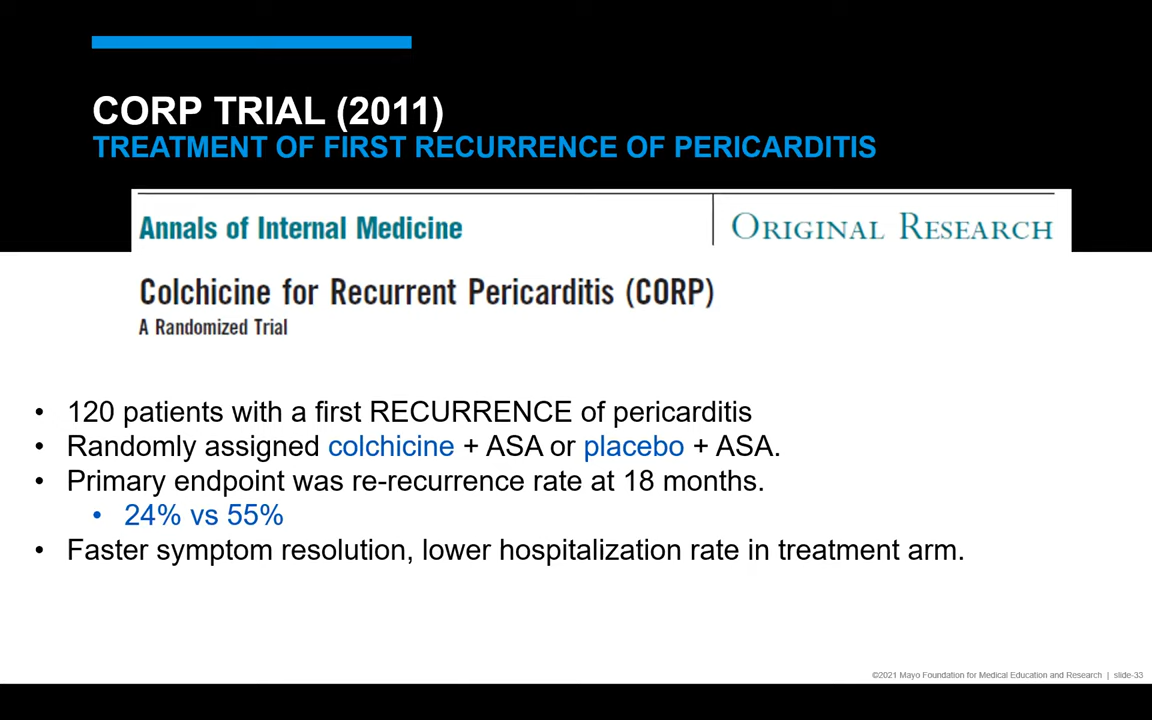 CORP TRIAL (2011)
TREATMENT OF FIRST RECURRENCE OF PERICARDITIS
Annals of Internal Medicine
ORIGINAL RESEARCH
Colchicine for Recurrent Pericarditis (CORP)
A Randomized Trial
• 120 patients with a first RECURRENCE of pericarditis
• Randomly assigned colchicine + ASA or placebo + ASA.
• Primary endpoint was re-recurrence rate at 18 months.
• 24% vs 55%
• Faster symptom resolution, lower hospitalization rate in treatment arm.
©2021 Mayo Foundation for Medical Education and Research | slide-33